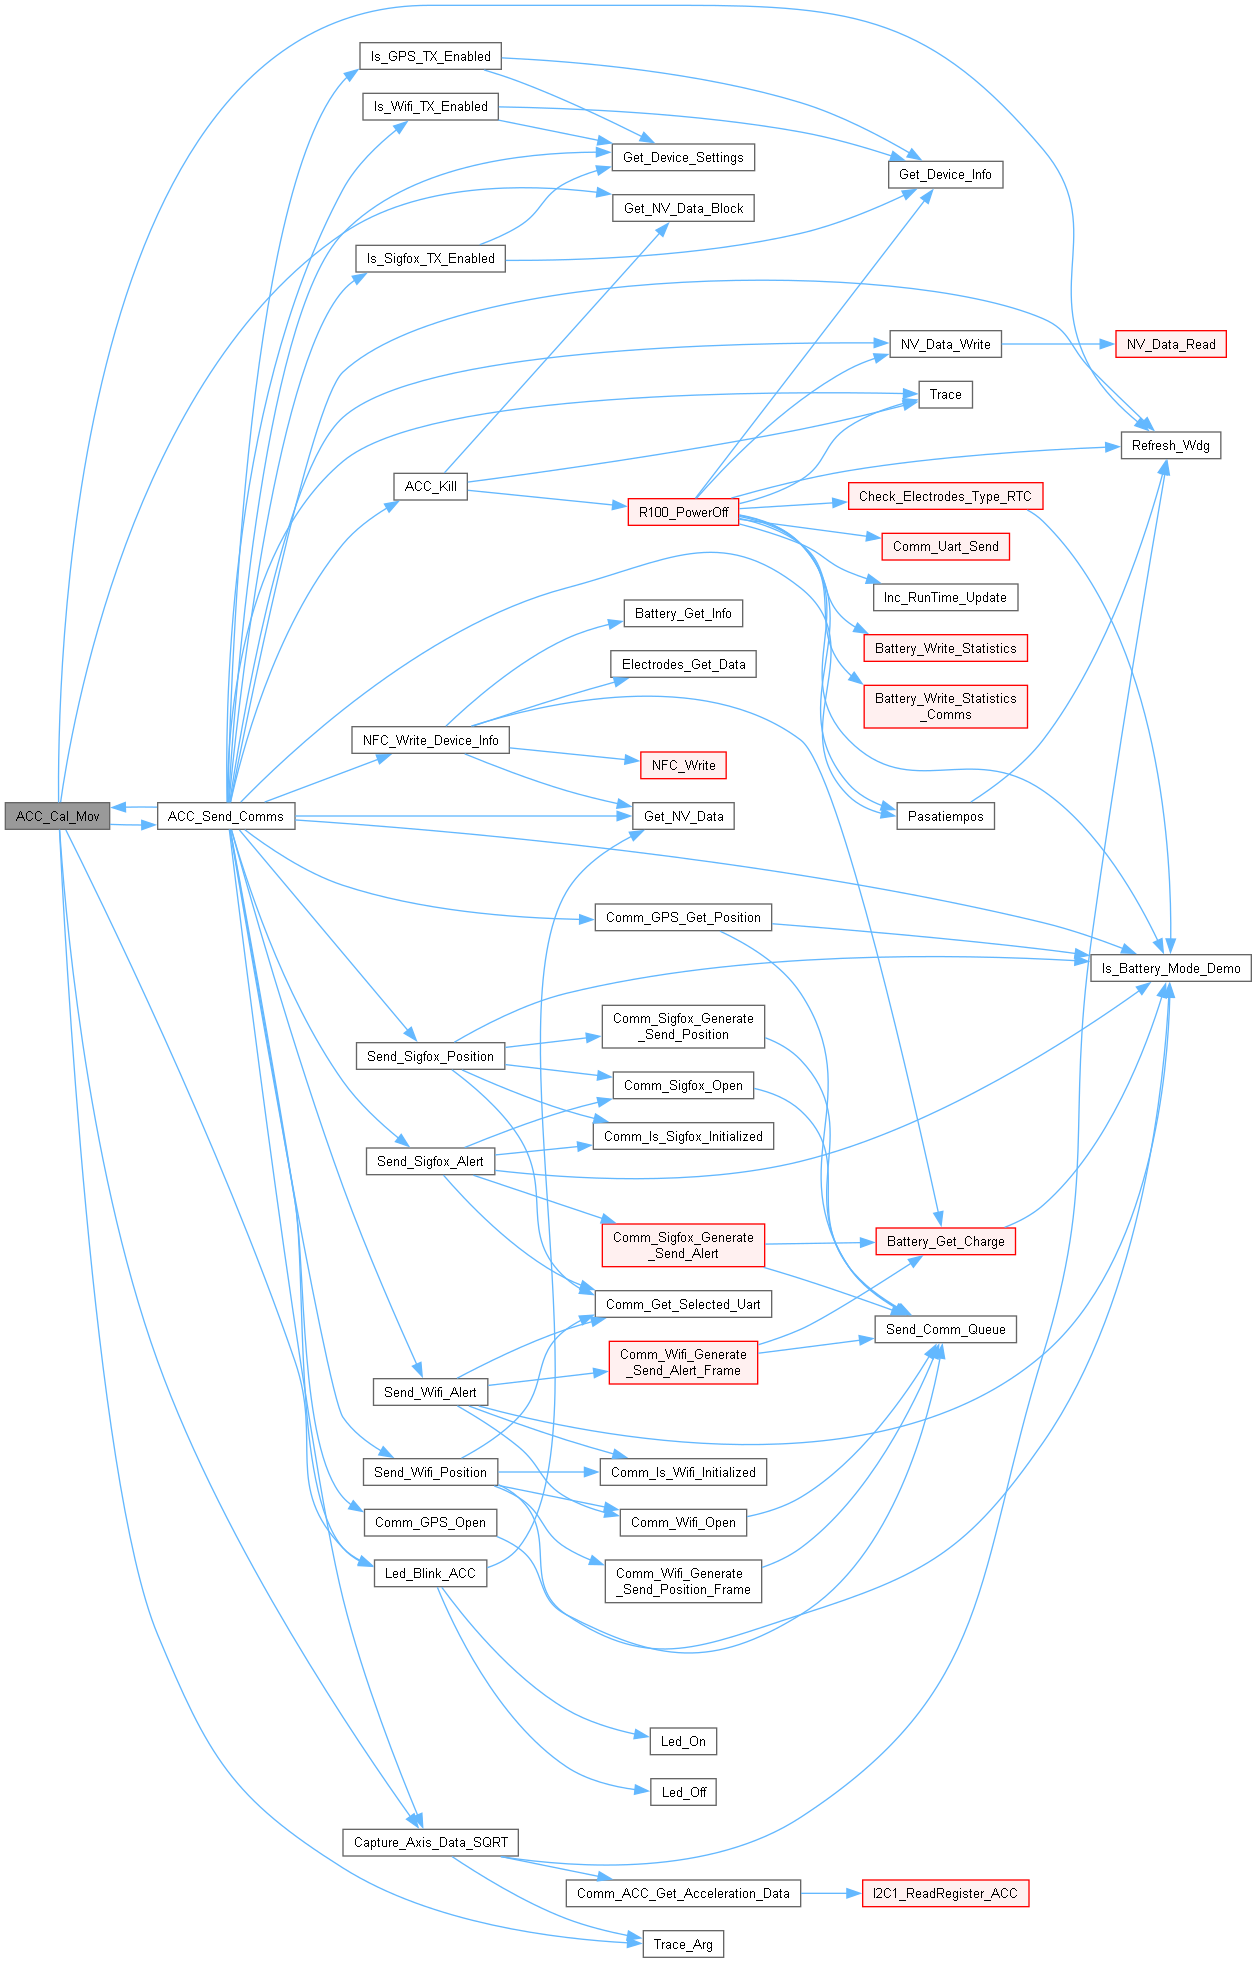 Is_GPS_TX_Enabled
Is_Wifi_TX_Enabled
Get_Device_Settings
Get_Device_Info
Get_NV_Data_Block
Is_Sigfox_TX_Enabled
NV_Data_Write
NV_Data_Read
Trace
Refresh_Wdg
ACC_Kill
R100_PowerOff
Check_Electrodes_Type_RTC
Comm_Uart_Send
Inc_RunTime_Update
Battery_Get_Info
Battery_Write_Statistics
Electrodes_Get_Data
Battery_Write_Statistics
_Comms
NFC_Write_Device_Info
NFC_Write
ACC_Cal_Mov
ACC_Send_Comms
Get_NV_Data
Pasatiempos
Comm_GPS_Get_Position
Is_Battery_Mode_Demo
Comm_Sigfox_Generate
_Send_Position
Send_Sigfox_Position
Comm_Sigfox_Open
Comm_Is_Sigfox_Initialized
Send_Sigfox_Alert
Comm_Sigfox_Generate
_Send_Alert
Battery_Get_Charge
Comm_Get_Selected_Uart
Send_Comm_Queue
Comm_Wifi_Generate
_Send_Alert_Frame
Send_Wifi_Alert
Send_Wifi_Position
Comm_Is_Wifi_Initialized
Comm_GPS_Open
Comm_Wifi_Open
Led_Blink_ACC
Comm_Wifi_Generate
_Send_Position_Frame
Led_On
Led_Off
Capture_Axis_Data_SQRT
Comm_ACC_Get_Acceleration_Data
I2C1_ReadRegister_ACC
Trace_Arg